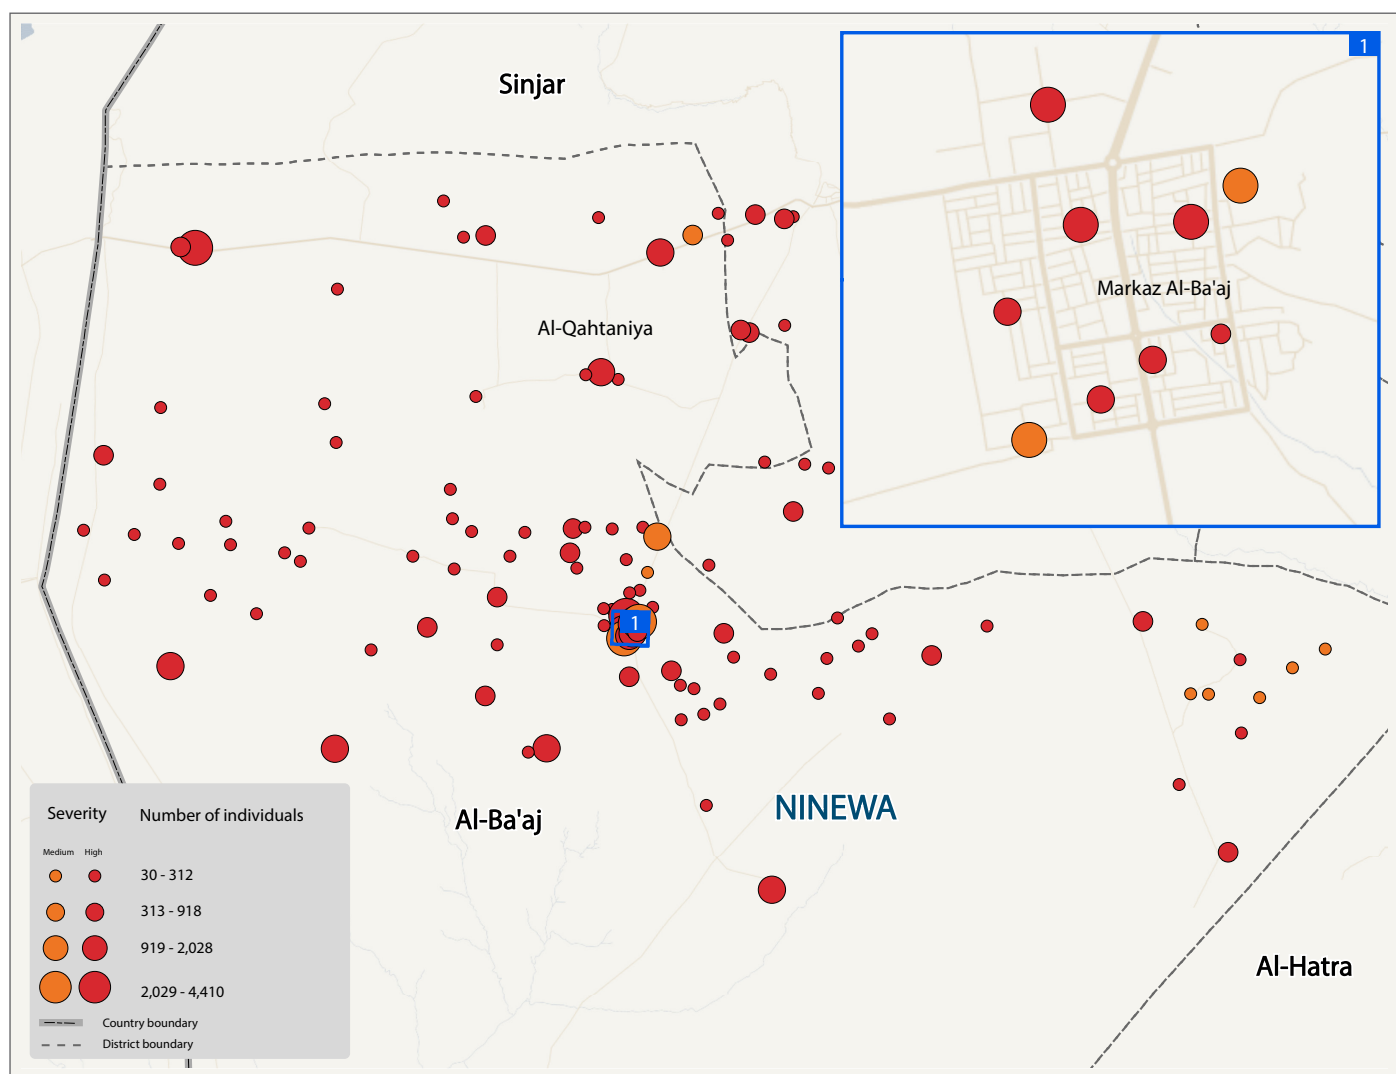 Sinjar
1
Markaz Al-Ba'aj
Al-Qahtaniya
1
NINEWA
Al-Ba'aj
Al-Hatra
Severity
Number of individuals
Medium
High
30 - 312
313 - 918
919 - 2,028
2,029 - 4,410
Country boundary
District boundary